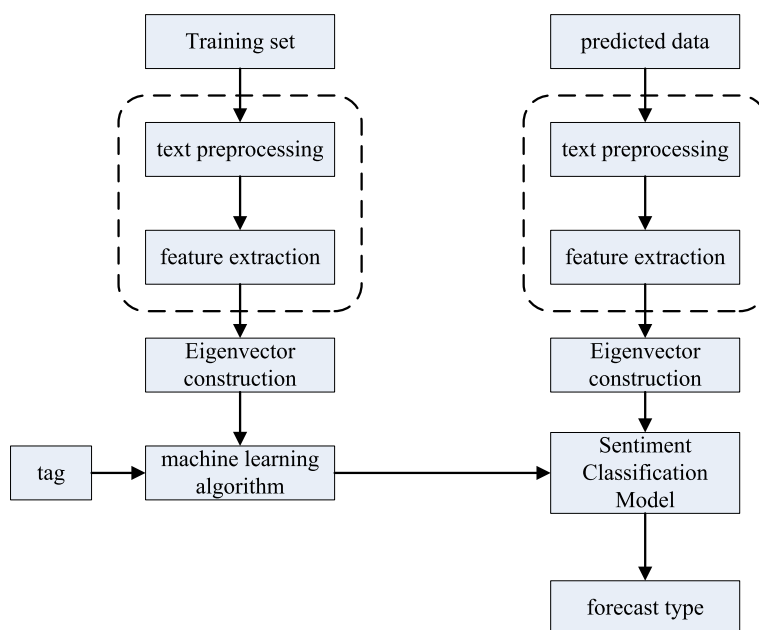 Training set
text preprocessing
feature extraction
Eigenvector
construction
tag
machine learning
algorithm
predicted data
text preprocessing
feature extraction
Eigenvector
construction
Sentiment
Classification
Model
forecast type